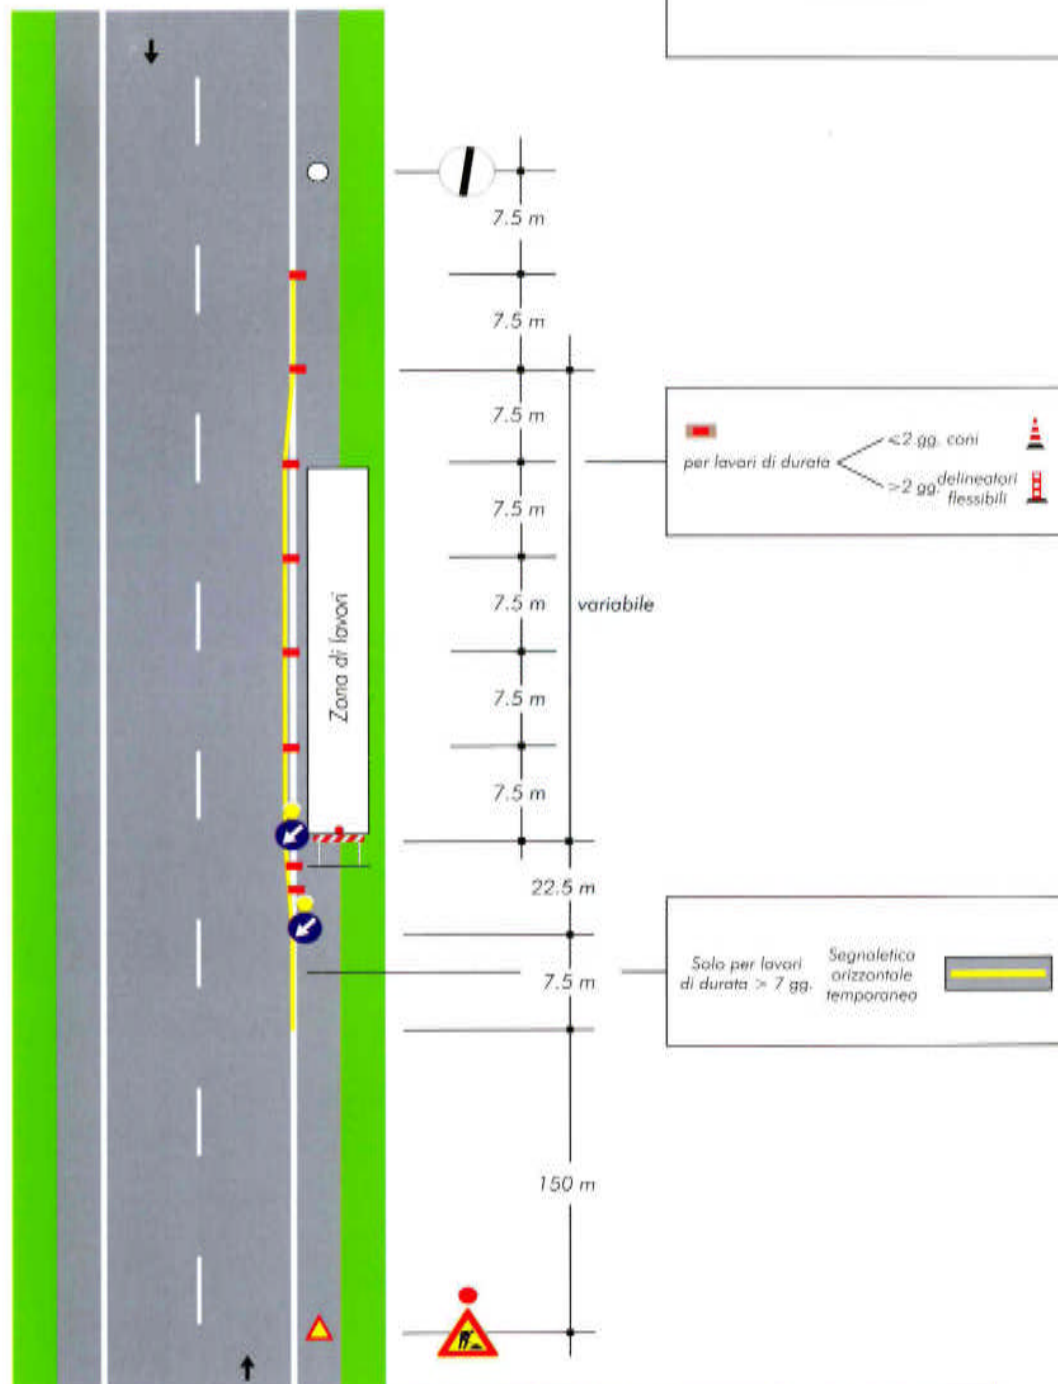 7.5 m
7.5 m
7.5 m
per lavari di durata
<2 gg. coni
>2 gg. delineatori
flessibili
7.5 m
7.5 m
variabile
Zona di lavori
7.5 m
7.5 m
22.5 m
Solo per lavori
di durata > 7 gg.
Segnaletica
orizzontale
temporanea
7.5 m
150 m